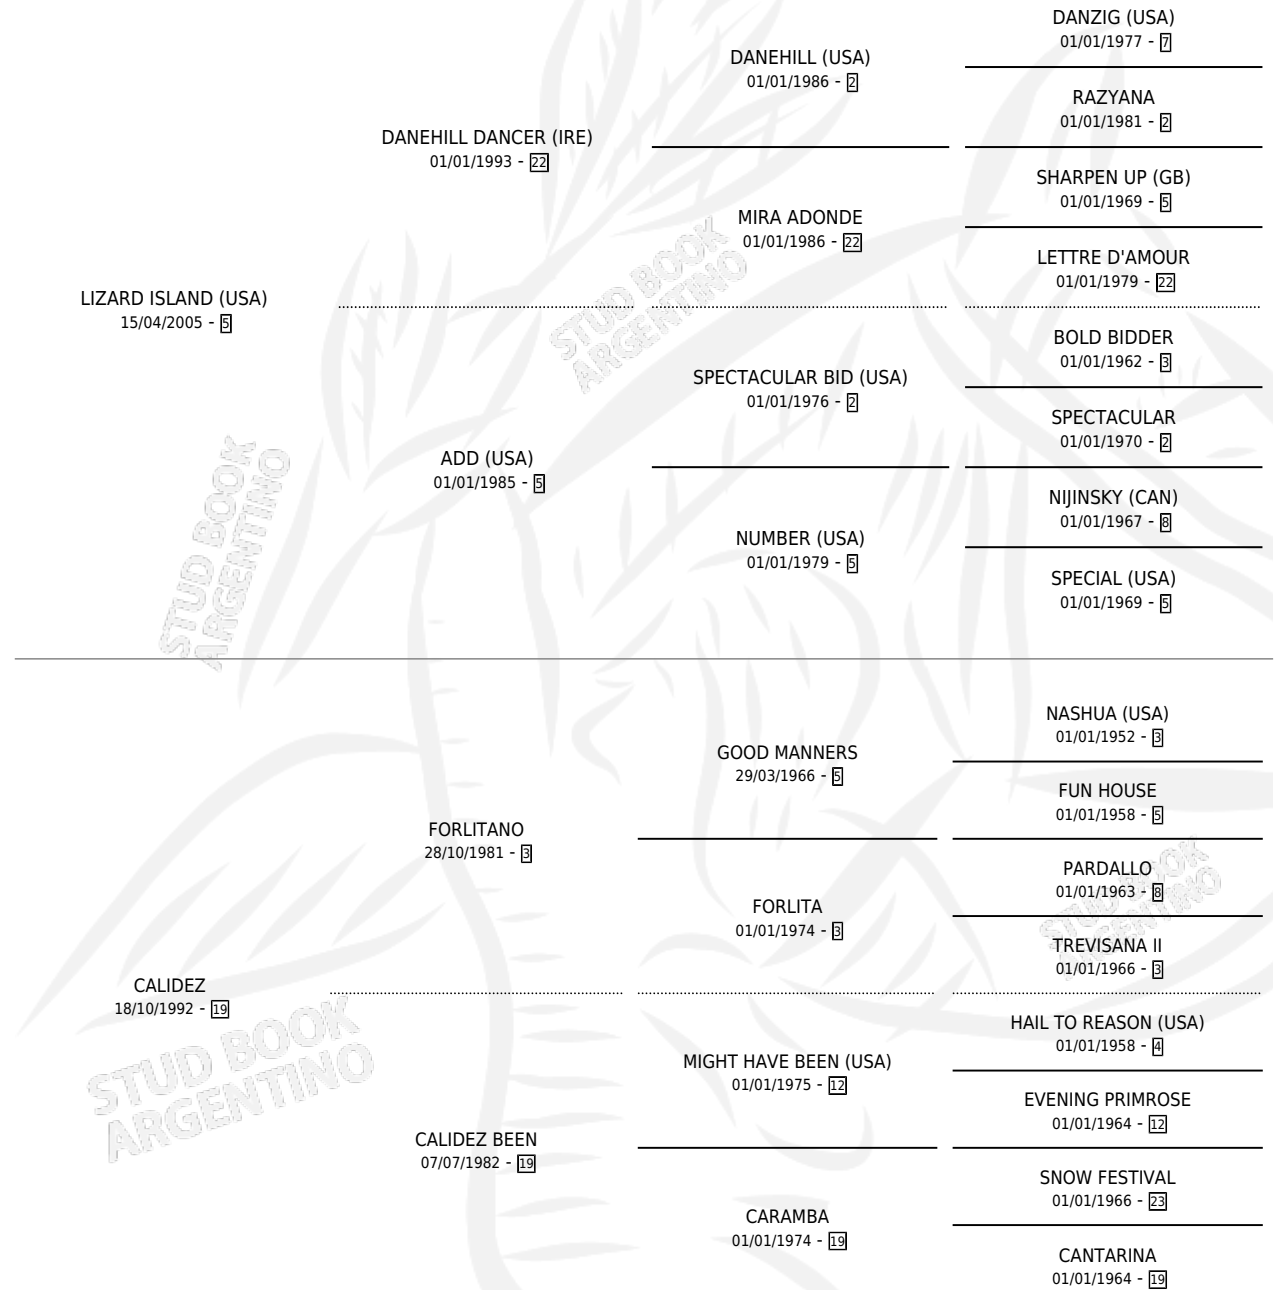 DANZIG (USA)
01/01/1977 - 7
DANEHILL (USA)
01/01/1986 - 2
RAZYANA
01/01/1981 - 2
DANEHILL DANCER (IRE)
01/01/1993 - 22
SHARPEN UP (GB)
01/01/1969 - 5
MIRA ADONDE
01/01/1986 - 22
LETTRE D'AMOUR
01/01/1979 - 22
LIZARD ISLAND (USA)
15/04/2005 - 5
BOLD BIDDER
01/01/1962 - 3
SPECTACULAR BID (USA)
01/01/1976 - 2
SPECTACULAR
01/01/1970 - 2
ADD (USA)
01/01/1985 - 5
NIJINSKY (CAN)
01/01/1967 - 8
NUMBER (USA)
01/01/1979 - 5
SPECIAL (USA)
01/01/1969 - 5
NASHUA (USA)
01/01/1952 - 3
GOOD MANNERS
29/03/1966 - 5
FUN HOUSE
01/01/1958 - 5
FORLITANO
28/10/1981 - 3
PARDALLO
01/01/1963 - 8
FORLITA
01/01/1974 - 3
TREVISANA II
01/01/1966 - 3
CALIDEZ
18/10/1992 - 19
HAIL TO REASON (USA)
01/01/1958 - 4
MIGHT HAVE BEEN (USA)
01/01/1975 - 12
EVENING PRIMROSE
01/01/1964 - 12
CALIDEZ BEEN
07/07/1982 - 19
SNOW FESTIVAL
01/01/1966 - 23
CARAMBA
01/01/1974 - 19
CANTARINA
01/01/1964 - 19
STUD BOOK
ARGENTINO
STUD BOOK
ARGENTINO
STUD BOOK
ARGENTINO
STUD BOOK
ARGENTINO